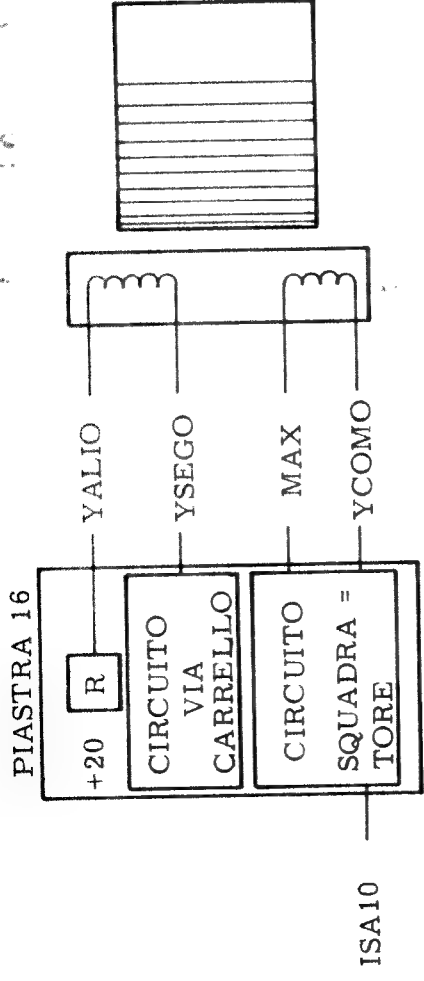 PIASTRA 16
+20
R
YALIO
CIRCUITO
VIA
CARRELLO
YSEGO
CIRCUITO
SQUADRA =
TORE
MAX
YCOMO
ISA10